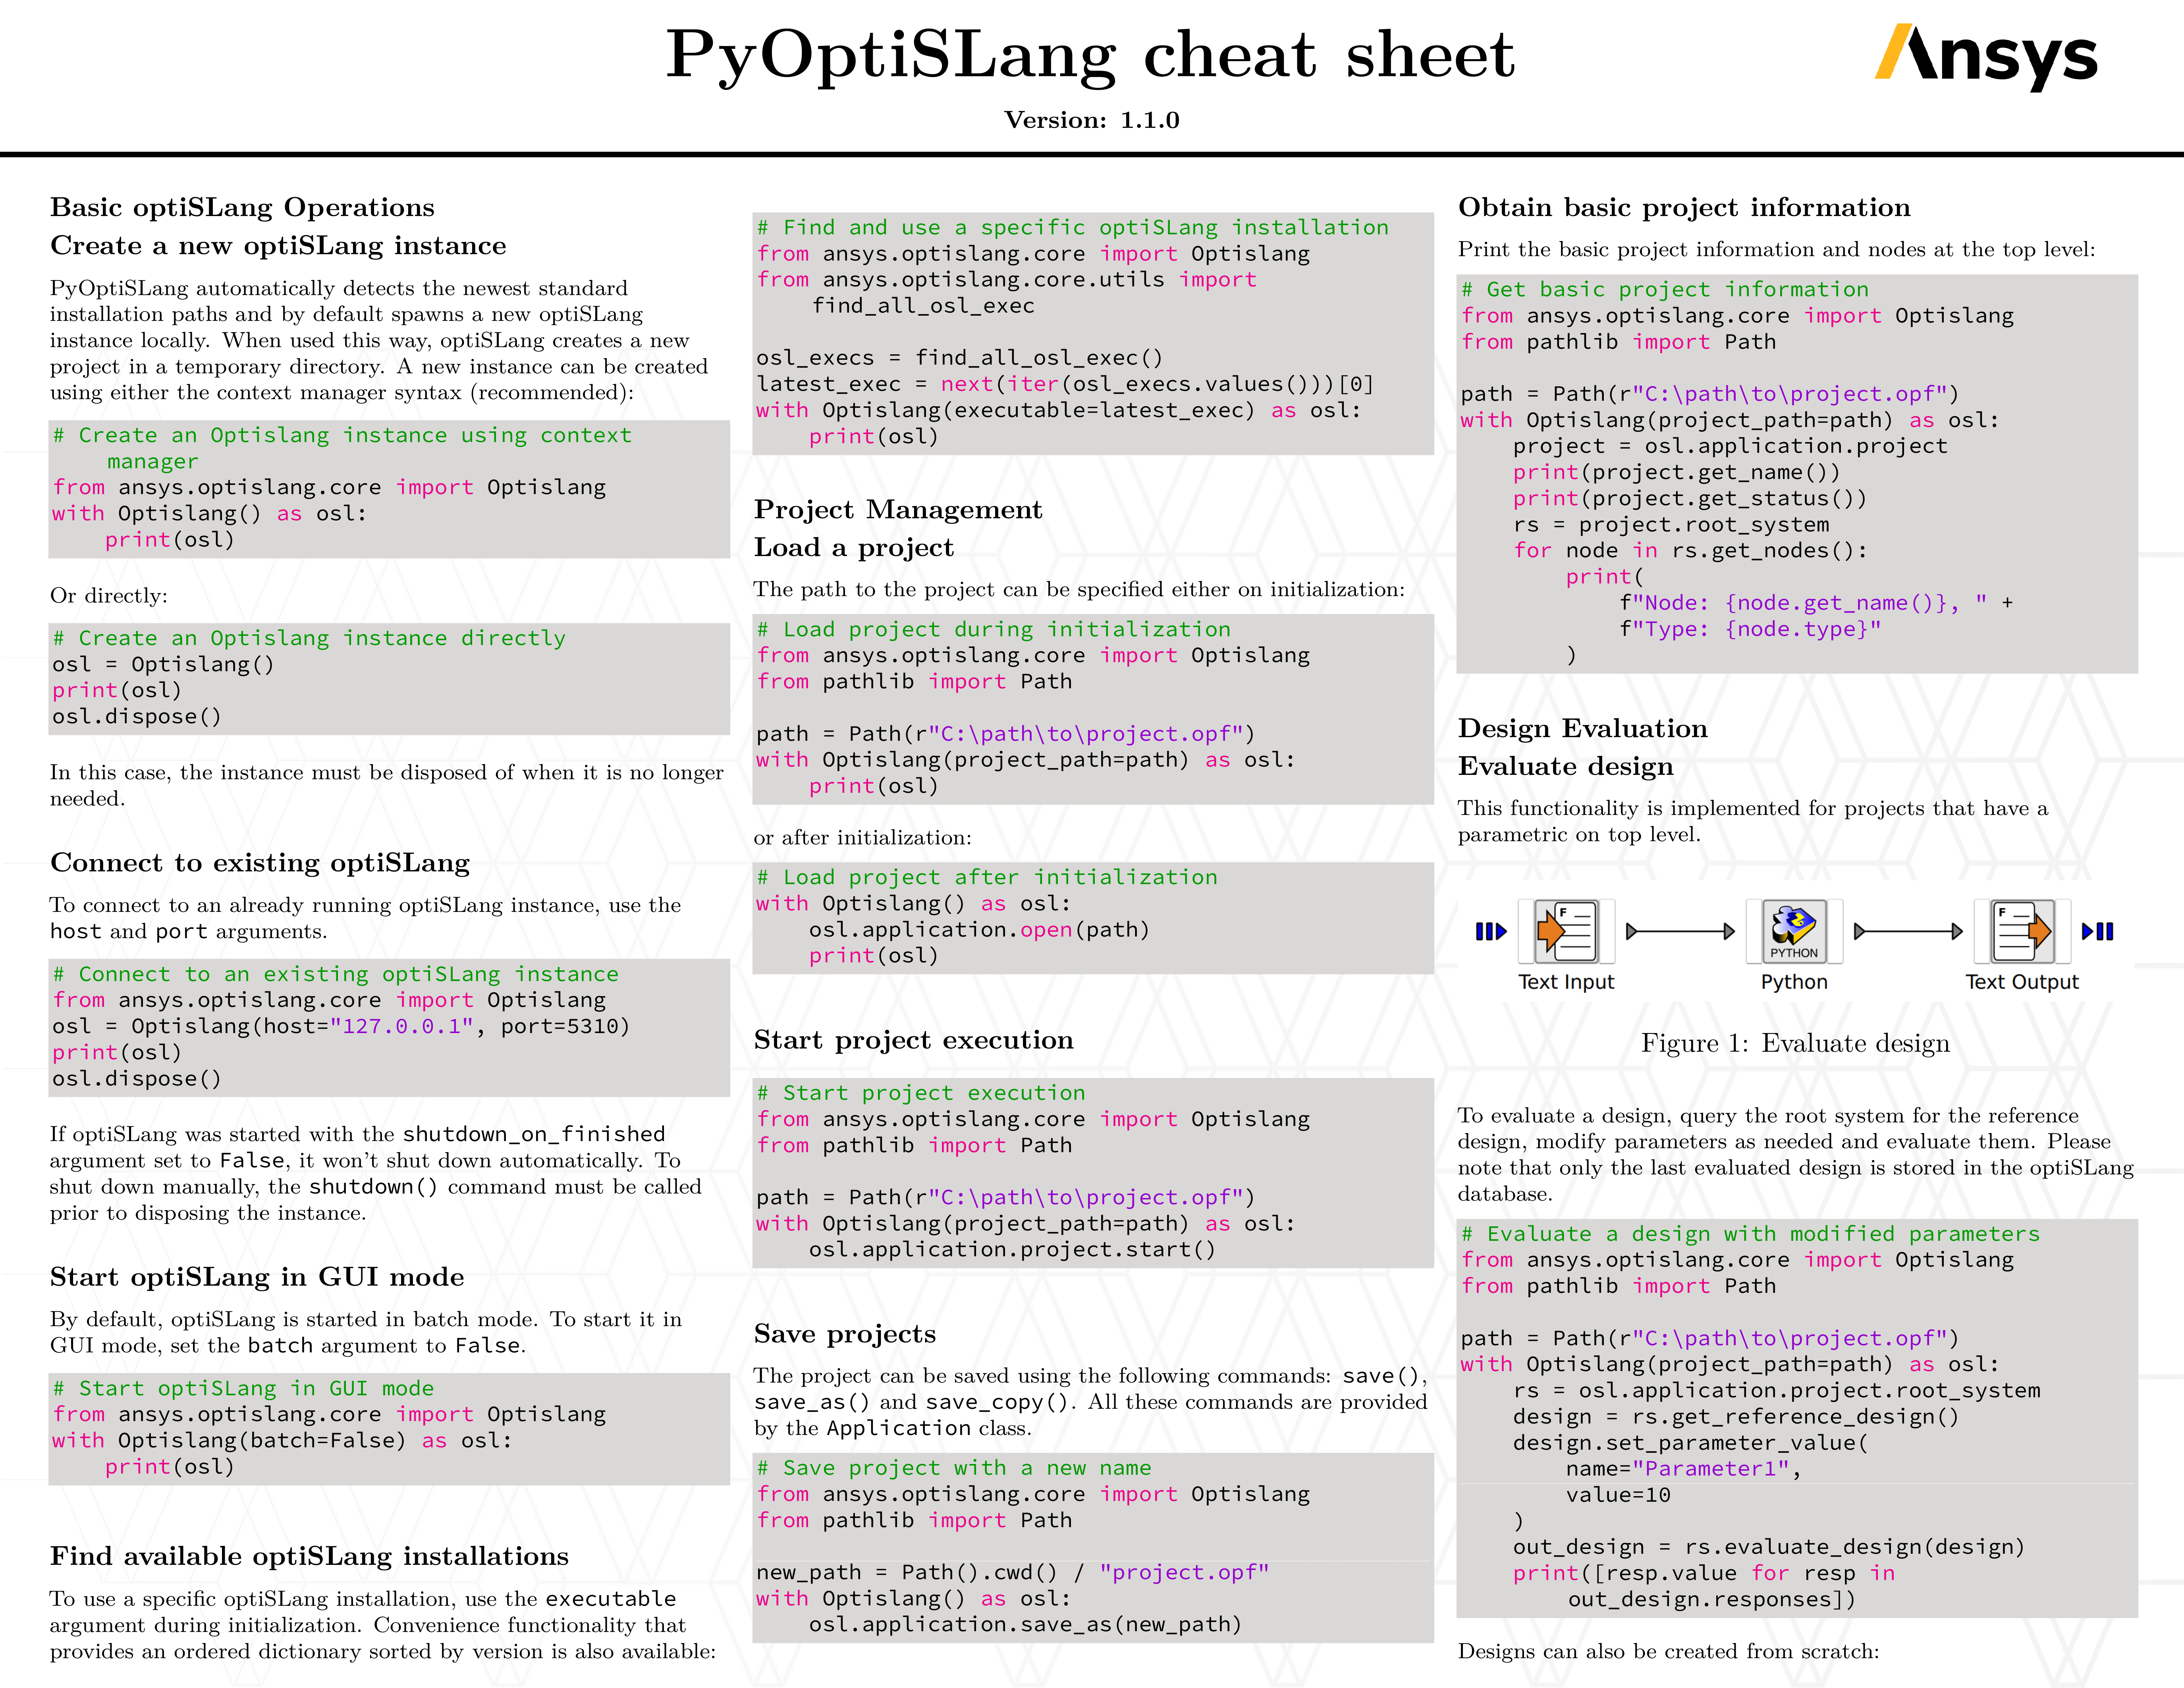 PyOptiSLang cheat sheet
Ansys
Version: 1.1.0
Basic optiSLang Operations
Create a new optiSLang instance
PyOptiSLang automatically detects the newest standard
installation paths and by default spawns a new optiSLang
instance locally. When used this way, optiSLang creates a new
project in a temporary directory. A new instance can be created
using either the context manager syntax (recommended):
# Create an Optislang instance using context
    manager
from ansys.optislang.core import Optislang
with Optislang() as osl:
    print(osl)
Or directly:
# Create an Optislang instance directly
osl = Optislang()
print(osl)
osl.dispose()
In this case, the instance must be disposed of when it is no longer
needed.
Connect to existing optiSLang
To connect to an already running optiSLang instance, use the
host and port arguments.
# Connect to an existing optiSLang instance
from ansys.optislang.core import Optislang
osl = Optislang(host="127.0.0.1", port=5310)
print(osl)
osl.dispose()
If optiSLang was started with the shutdown_on_finished
argument set to False, it won't shut down automatically. To
shut down manually, the shutdown() command must be called
prior to disposing the instance.
Start optiSLang in GUI mode
By default, optiSLang is started in batch mode. To start it in
GUI mode, set the batch argument to False.
# Start optiSLang in GUI mode
from ansys.optislang.core import Optislang
with Optislang(batch=False) as osl:
    print(osl)
Find available optiSLang installations
To use a specific optiSLang installation, use the executable
argument during initialization. Convenience functionality that
provides an ordered dictionary sorted by version is also available:
# Find and use a specific optiSLang installation
from ansys.optislang.core import Optislang
from ansys.optislang.core.utils import
    find_all_osl_exec
osl_execs = find_all_osl_exec()
latest_exec = next(iter(osl_execs.values()))[0]
with Optislang(executable=latest_exec) as osl:
    print(osl)
Project Management
Load a project
The path to the project can be specified either on initialization:
# Load project during initialization
from ansys.optislang.core import Optislang
from pathlib import Path
path = Path(r"C:\path\to\project.opf")
with Optislang(project_path=path) as osl:
    print(osl)
or after initialization:
# Load project after initialization
with Optislang() as osl:
    osl.application.open(path)
    print(osl)
Start project execution
# Start project execution
from ansys.optislang.core import Optislang
from pathlib import Path
path = Path(r"C:\path\to\project.opf")
with Optislang(project_path=path) as osl:
    osl.application.project.start()
Save projects
The project can be saved using the following commands: save(),
save_as() and save_copy(). All these commands are provided
by the Application class.
# Save project with a new name
from ansys.optislang.core import Optislang
from pathlib import Path
new_path = Path().cwd() / "project.opf"
with Optislang() as osl:
    osl.application.save_as(new_path)
Obtain basic project information
Print the basic project information and nodes at the top level:
# Get basic project information
from ansys.optislang.core import Optislang
from pathlib import Path
path = Path(r"C:\path\to\project.opf")
with Optislang(project_path=path) as osl:
    project = osl.application.project
    print(project.get_name())
    print(project.get_status())
    rs = project.root_system
    for node in rs.get_nodes():
        print(
            f"Node: {node.get_name()}, " +
            f"Type: {node.type}"
        )
Design Evaluation
Evaluate design
This functionality is implemented for projects that have a
parametric on top level.
F
PYTHON
F
Text Input
Python
Text Output
Figure 1: Evaluate design
To evaluate a design, query the root system for the reference
design, modify parameters as needed and evaluate them. Please
note that only the last evaluated design is stored in the optiSLang
database.
# Evaluate a design with modified parameters
from ansys.optislang.core import Optislang
from pathlib import Path
path = Path(r"C:\path\to\project.opf")
with Optislang(project_path=path) as osl:
    rs = osl.application.project.root_system
    design = rs.get_reference_design()
    design.set_parameter_value(
        name="Parameter1",
        value=10
    )
    out_design = rs.evaluate_design(design)
    print([resp.value for resp in
        out_design.responses])
Designs can also be created from scratch: